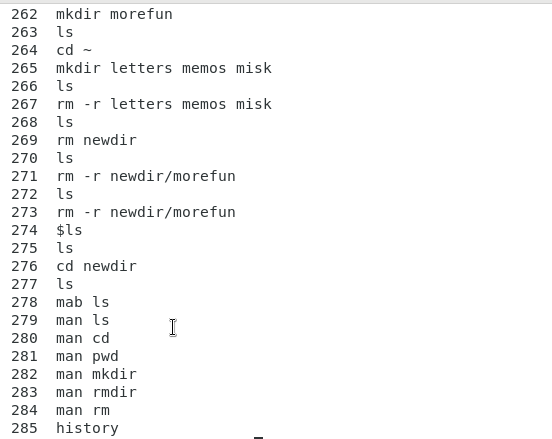 262 mkdir morefun
263 ls
264 cd ~
265 mkdir letters memos misk
266 ls
267 rm -r letters memos misk
268 ls
269 rm newdir
270 ls
271 rm -r newdir/morefun
272 ls
273 rm -r newdir/morefun
274 $ls
275 ls
276 cd newdir
277 ls
278 mab ls
279 man ls
280 man cd
281 man pwd
282 man mkdir
283 man rmdir
284 man rm
285 history